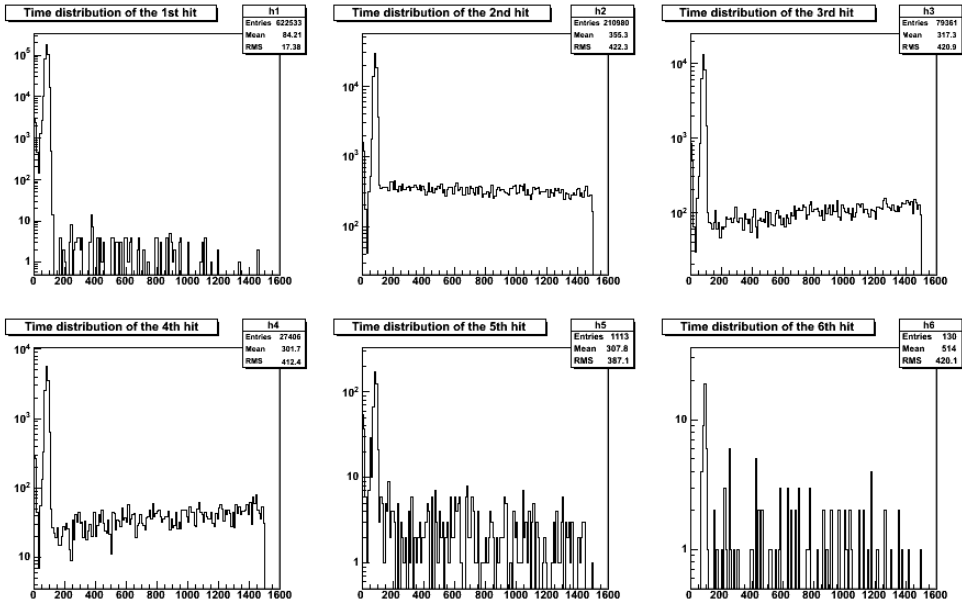 Time distribution of the 1st hit
h1
Entries 622533
Mean 84.21
RMS 17.38
10^5
10^4
10^3
10^2
10
1
0 200 400 600 800 1000 1200 1400 1600
Time distribution of the 2nd hit
h2
Entries 210980
Mean 355.3
RMS 422.3
10^4
10^3
10^2
0 200 400 600 800 1000 1200 1400 1600
Time distribution of the 3rd hit
h3
Entries 79361
Mean 317.3
RMS 420.9
10^4
10^3
10^2
0 200 400 600 800 1000 1200 1400 1600
Time distribution of the 4th hit
h4
Entries 27406
Mean 301.7
RMS 412.4
10^4
10^3
10^2
10
0 200 400 600 800 1000 1200 1400 1600
Time distribution of the 5th hit
h5
Entries 1113
Mean 307.8
RMS 387.1
10^2
10
1
0 200 400 600 800 1000 1200 1400 1600
Time distribution of the 6th hit
h6
Entries 130
Mean 514
RMS 420.1
10
1
0 200 400 600 800 1000 1200 1400 1600